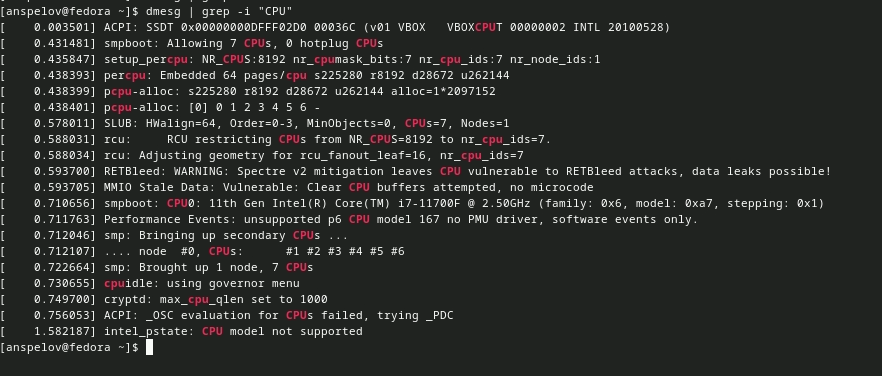 [anspelov@fedora ~]$ dmesg | grep -i "CPU"
[    0.003501] ACPI: SSDT 0x00000000DFFF02D0 00036C (v01 VBOX   VBOXCPUT 00000002 INTL 20100528)
[    0.431481] smpboot: Allowing 7 CPUs, 0 hotplug CPUs
[    0.435847] setup_percpu: NR_CPUS:8192 nr_cpumask_bits:7 nr_cpu_ids:7 nr_node_ids:1
[    0.438393] percpu: Embedded 64 pages/cpu s225280 r8192 d28672 u262144
[    0.438399] pcpu-alloc: s225280 r8192 d28672 u262144 alloc=1*2097152
[    0.438401] pcpu-alloc: [0] 0 1 2 3 4 5 6 -
[    0.578011] SLUB: HWalign=64, Order=0-3, MinObjects=0, CPUs=7, Nodes=1
[    0.588031] rcu:     RCU restricting CPUs from NR_CPUS=8192 to nr_cpu_ids=7.
[    0.588034] rcu: Adjusting geometry for rcu_fanout_leaf=16, nr_cpu_ids=7
[    0.593700] RETBleed: WARNING: Spectre v2 mitigation leaves CPU vulnerable to RETBleed attacks, data leaks possible!
[    0.593705] MMIO Stale Data: Vulnerable: Clear CPU buffers attempted, no microcode
[    0.710656] smpboot: CPU0: 11th Gen Intel(R) Core(TM) i7-11700F @ 2.50GHz (family: 0x6, model: 0xa7, stepping: 0x1)
[    0.711763] Performance Events: unsupported p6 CPU model 167 no PMU driver, software events only.
[    0.712046] smp: Bringing up secondary CPUs ...
[    0.712107] .... node  #0, CPUs:      #1 #2 #3 #4 #5 #6
[    0.722664] smp: Brought up 1 node, 7 CPUs
[    0.730655] cpuidle: using governor menu
[    0.749700] cryptd: max_cpu_qlen set to 1000
[    0.756053] ACPI: _OSC evaluation for CPUs failed, trying _PDC
[    1.582187] intel_pstate: CPU model not supported
[anspelov@fedora ~]$